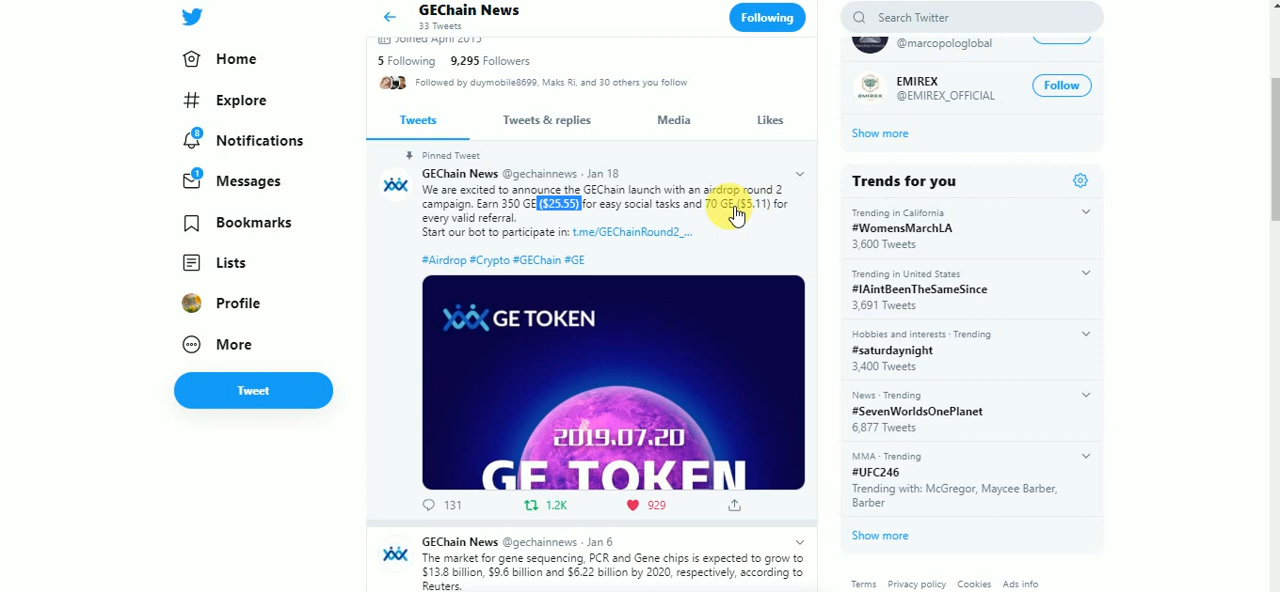 Home
Explore
8
Notifications
1
Messages
Bookmarks
Lists
Profile
More
Tweet
GEChain News
33 Tweets
Following
Joined April 2015
5 Following 9,295 Followers
Followed by duymobile8699, Maks Ri, and 30 others you follow
Tweets Tweets & replies Media Likes
Pinned Tweet
GEChain News @gechainnews · Jan 18
We are excited to announce the GEChain launch with an airdrop round 2
campaign. Earn 350 GE ($25.55) for easy social tasks and 70 GE ($5.11) for
every valid referral.
Start our bot to participate in: t.me/GEChainRound2_...
#Airdrop #Crypto #GEChain #GE
GE TOKEN
2019.07.20
GE TOKEN
131 1.2K 929
GEChain News @gechainnews · Jan 6
The market for gene sequencing, PCR and Gene chips is expected to grow to
$13.8 billion, $9.6 billion and $6.22 billion by 2020, respectively, according to
Reuters.
Search Twitter
@marcopologlobal
EMIREX
@EMIREX_OFFICIAL
Follow
Show more
Trends for you
Trending in California
#WomensMarchLA
3,600 Tweets
Trending in United States
#IAintBeenTheSameSince
3,691 Tweets
Hobbies and interests · Trending
#saturdaynight
3,400 Tweets
News · Trending
#SevenWorldsOnePlanet
6,877 Tweets
MMA · Trending
#UFC246
Trending with: McGregor, Maycee Barber,
Barber
Show more
Terms Privacy policy Cookies Ads info